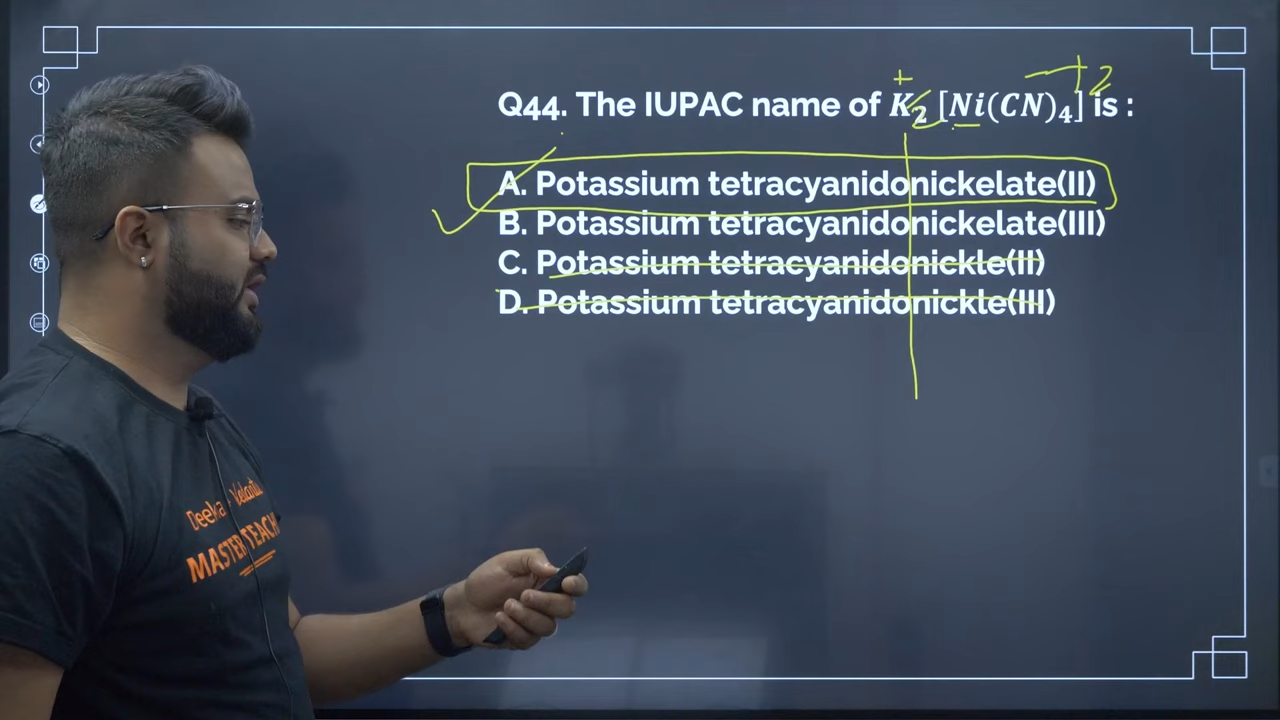 + +2
Q44. The IUPAC name of K₂ [Ni(CN)₄] is :
A. Potassium tetracyanidonickelate(II)
B. Potassium tetracyanidonickelate(III)
C. Potassium tetracyanidonickle(II)
D. Potassium tetracyanidonickle(III)
MASTER TEACH